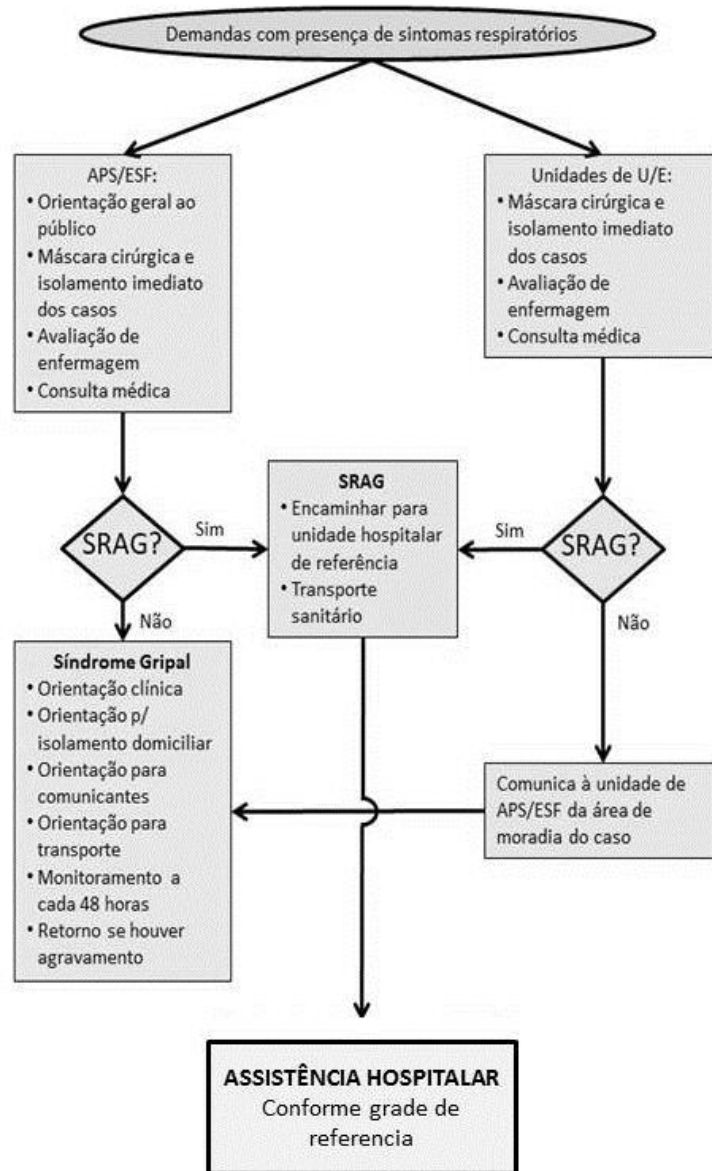 Demandas com presença de sintomas respiratórios
APS/ESF:
• Orientação geral ao
público
• Máscara cirúrgica e
isolamento imediato
dos casos
• Avaliação de
enfermagem
• Consulta médica
Unidades de U/E:
• Máscara cirúrgica e
isolamento imediato
dos casos
• Avaliação de
enfermagem
• Consulta médica
SRAG?
Sim
SRAG
• Encaminhar para
unidade hospitalar
de referência
• Transporte
sanitário
Sim
SRAG?
Não
Não
Síndrome Gripal
• Orientação clínica
• Orientação p/
isolamento domiciliar
• Orientação para
comunicantes
• Orientação para
transporte
• Monitoramento a
cada 48 horas
• Retorno se houver
agravamento
Comunica à unidade de
APS/ESF da área de
moradia do caso
ASSISTÊNCIA HOSPITALAR
Conforme grade de
referencia